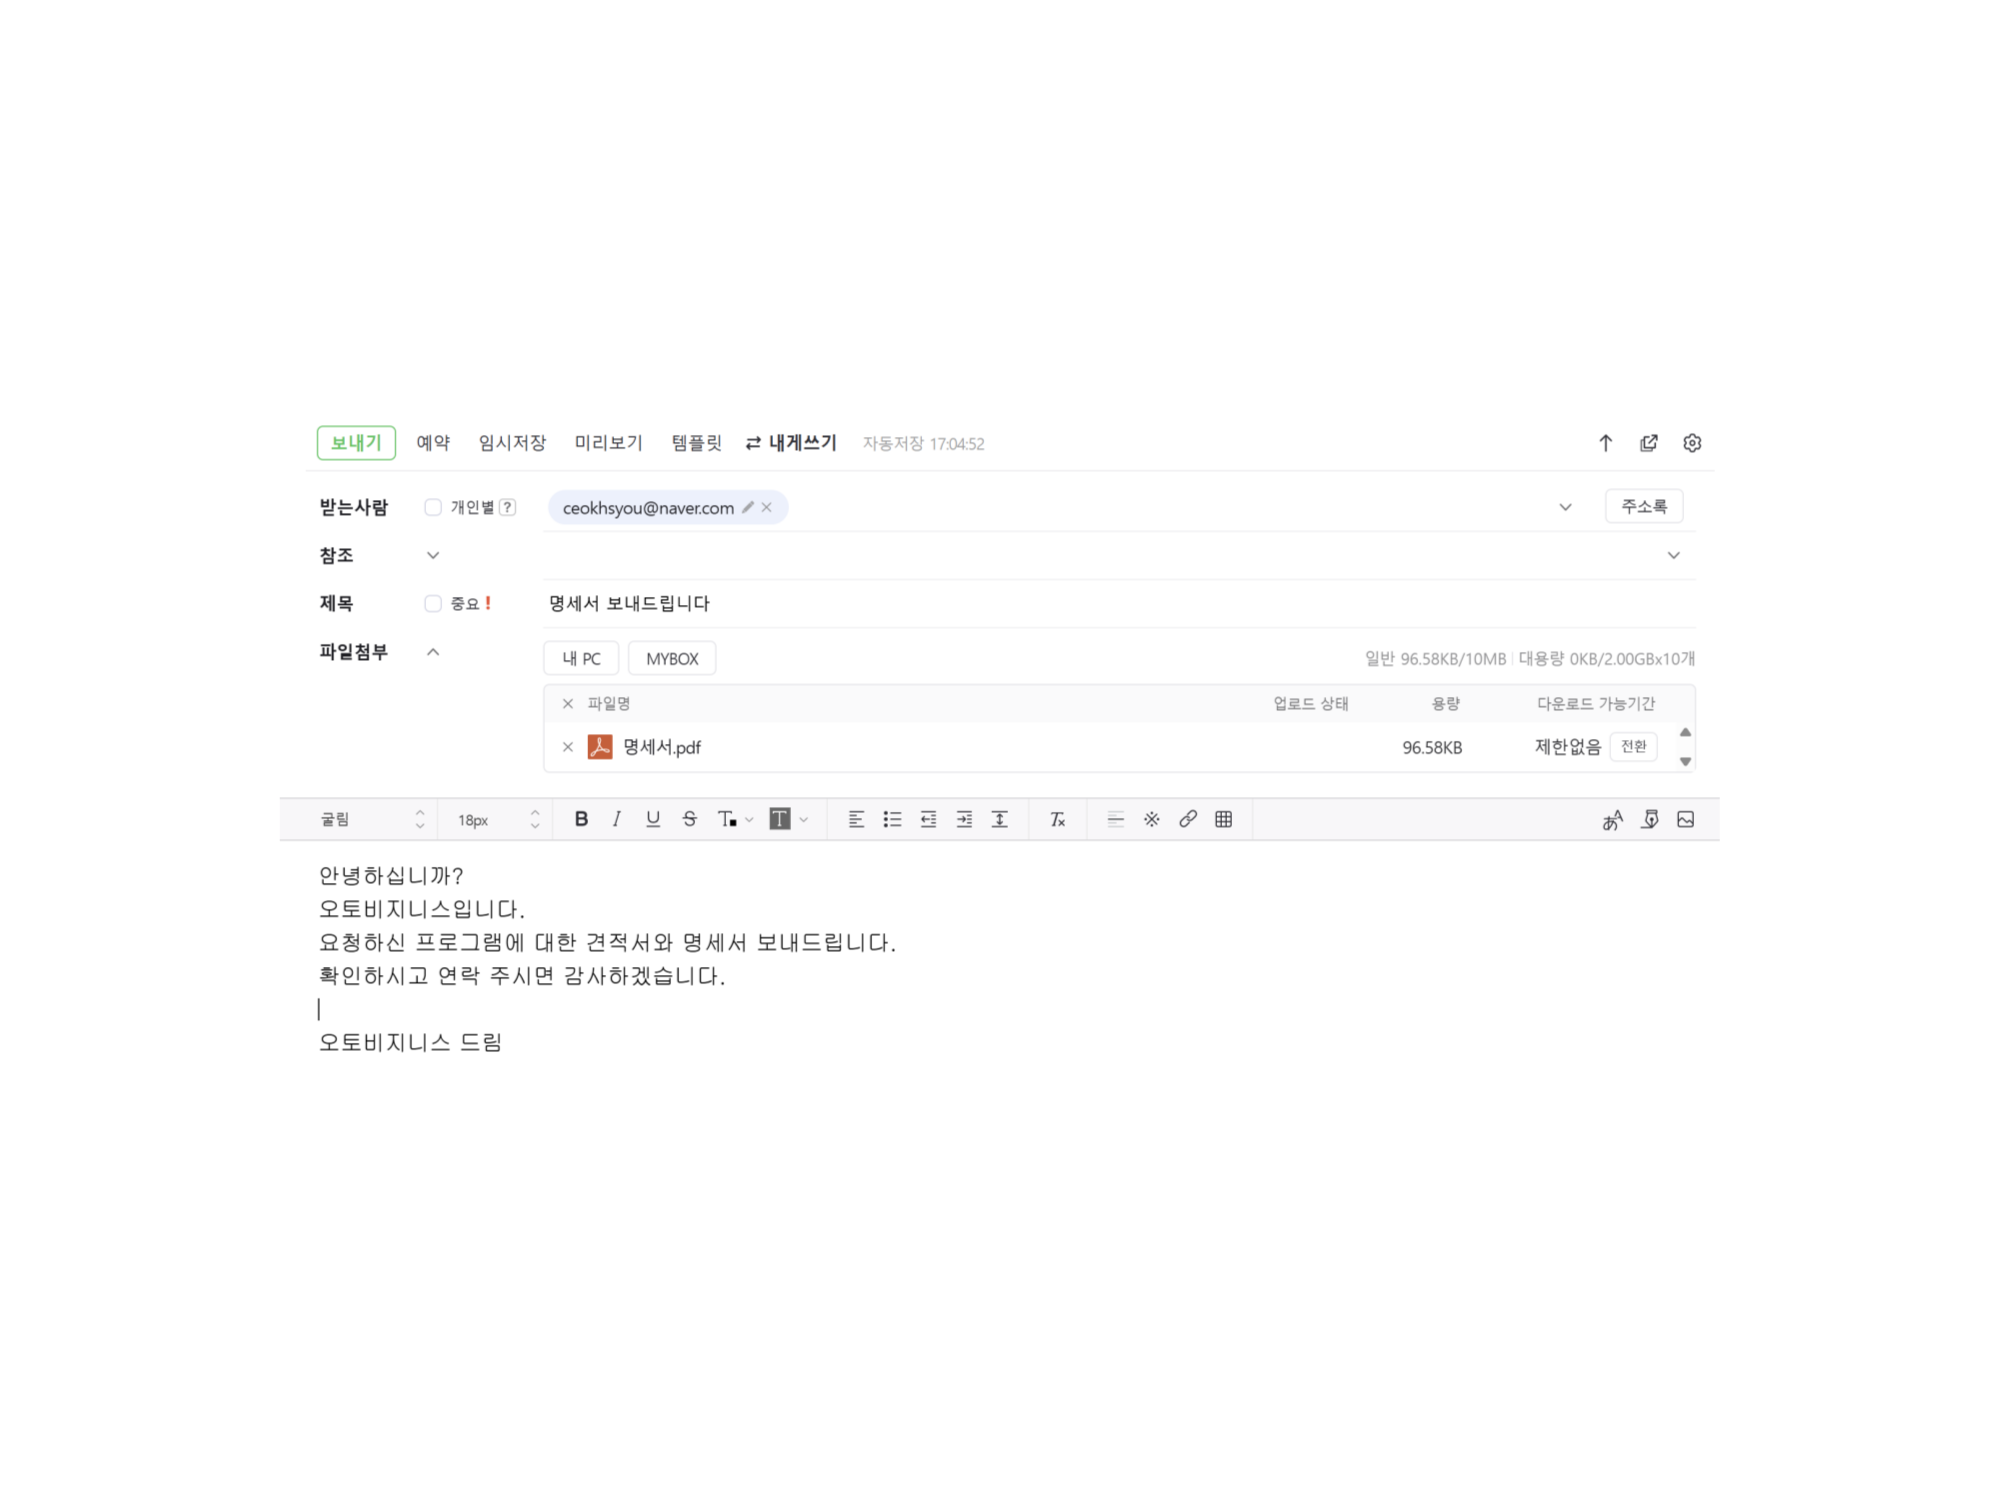 보내기 예약 임시저장 미리보기 템플릿 내게쓰기 자동저장 17:04:52
받는사람 개인별 ? ceokhsyou@naver.com 주소록
참조
제목 중요 ! 명세서 보내드립니다
파일첨부 내 PC MYBOX 일반 96.58KB/10MB 대용량 0KB/2.00GBx10개
파일명 업로드 상태 용량 다운로드 가능기간
명세서.pdf 96.58KB 제한없음 전환
굴림 18px B I U S T T Tx ※ あA
안녕하십니까?
오토비지니스입니다.
요청하신 프로그램에 대한 견적서와 명세서 보내드립니다.
확인하시고 연락 주시면 감사하겠습니다.
오토비지니스 드림